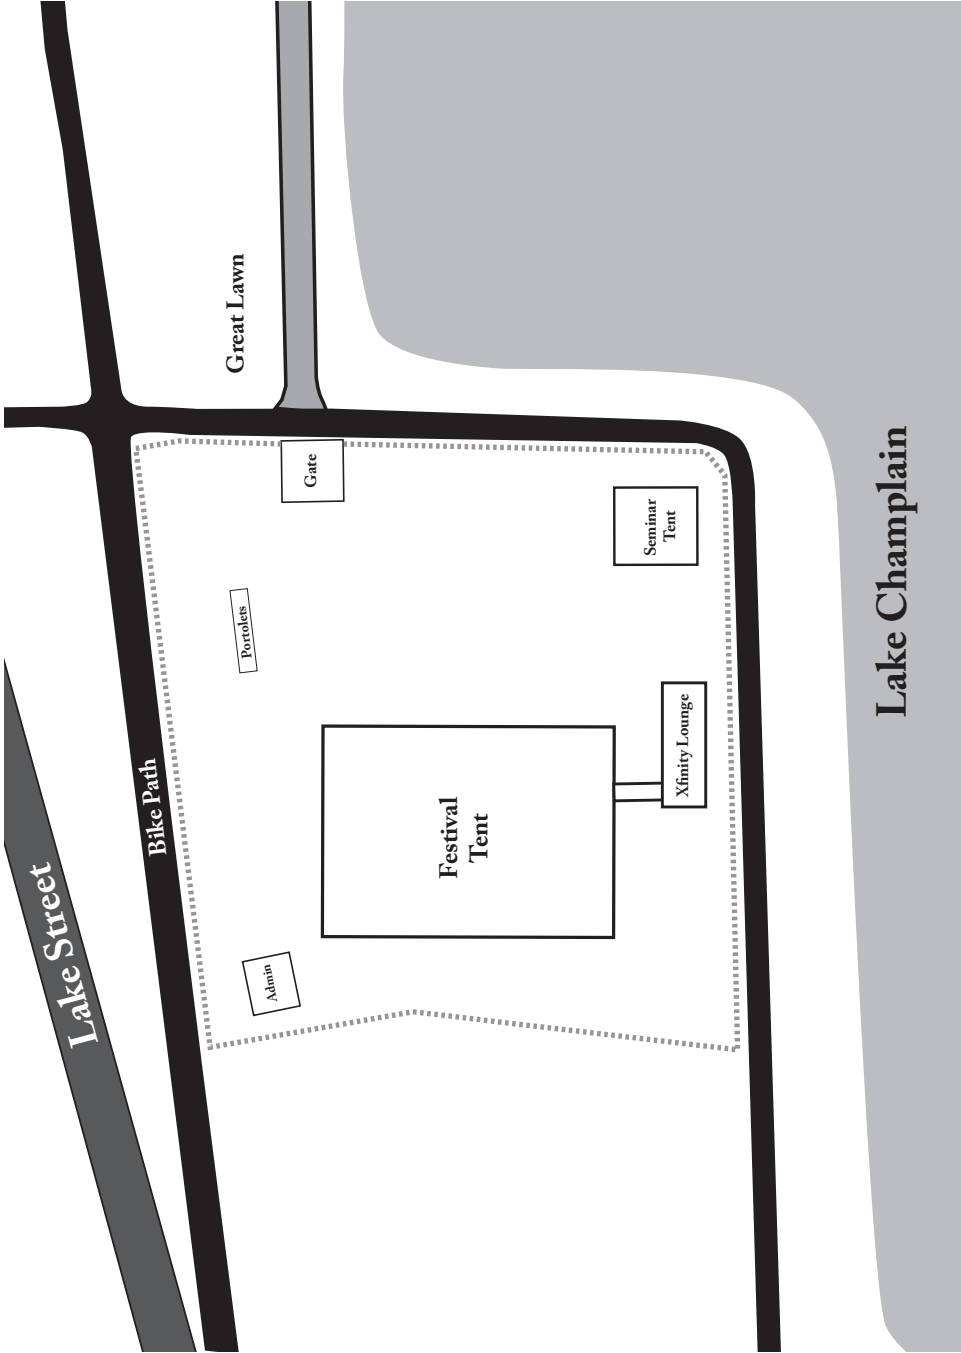 Lake Street
Bike Path
Great Lawn
Portolets
Admin
Gate
Festival
Tent
Seminar
Tent
Xfinity Lounge
Lake Champlain